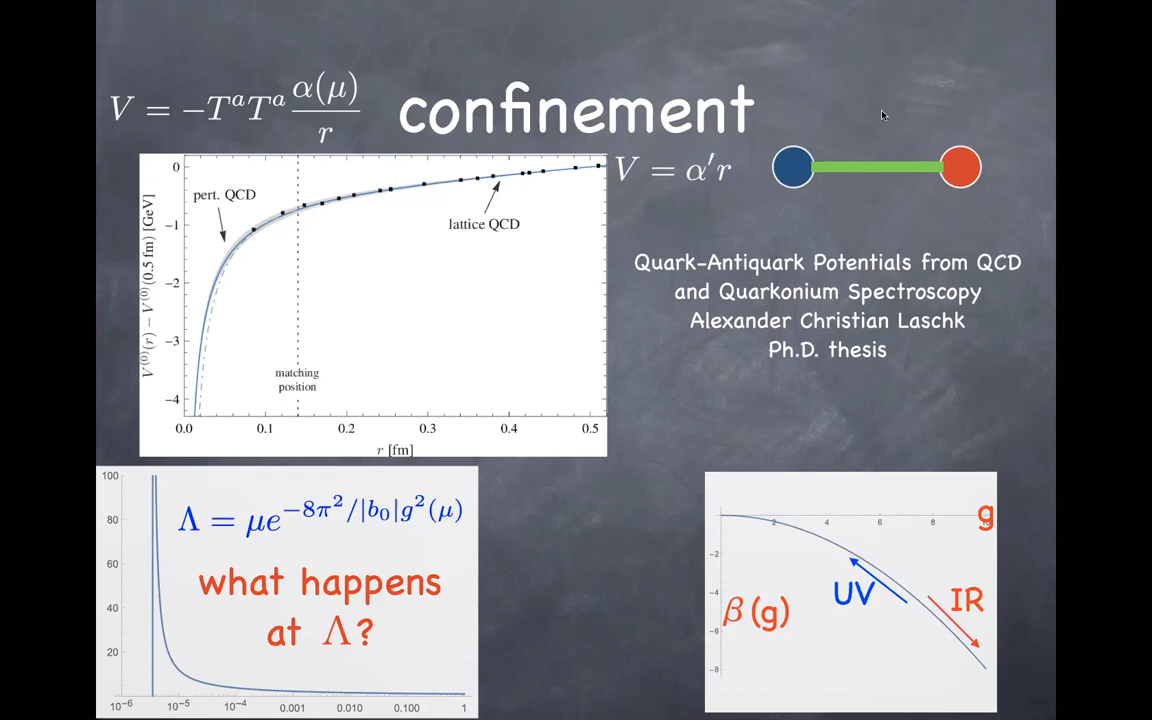 confinement
V = −TᵃTᵃ α(μ)/r
V = α′r
V⁽⁰⁾(r) − V⁽⁰⁾(0.5 fm) [GeV]
0
−1
−2
−3
−4
pert. QCD
lattice QCD
matching
position
0.0 0.1 0.2 0.3 0.4 0.5
r [fm]
Quark-Antiquark Potentials from QCD
and Quarkonium Spectroscopy
Alexander Christian Laschk
Ph.D. thesis
100
80
60
40
20
Λ = μe^{−8π²/|b₀|g²(μ)}
what happens
at Λ?
10⁻⁶ 10⁻⁵ 10⁻⁴ 0.001 0.010 0.100 1
g
2 4 6 8
−2
−4
−6
−8
UV
IR
β(g)